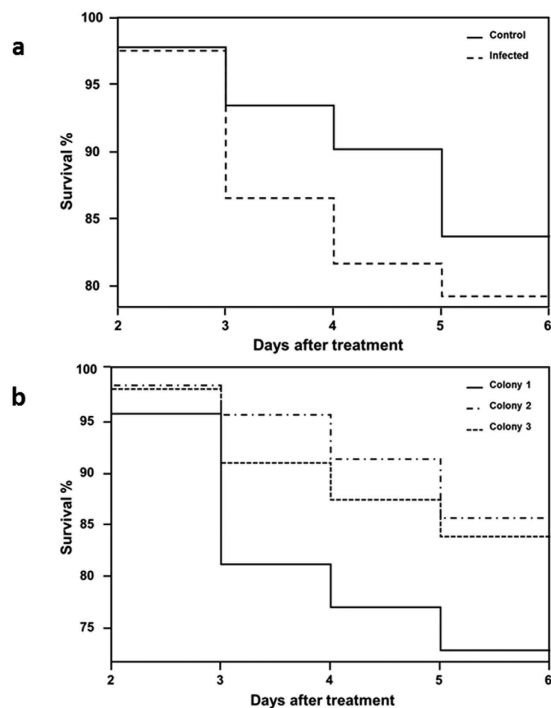 a
100
95
90
85
80
Survival %
Control
Infected
2 3 4 5 6
Days after treatment
b
100
95
90
85
80
75
Survival %
Colony 1
Colony 2
Colony 3
2 3 4 5 6
Days after treatment